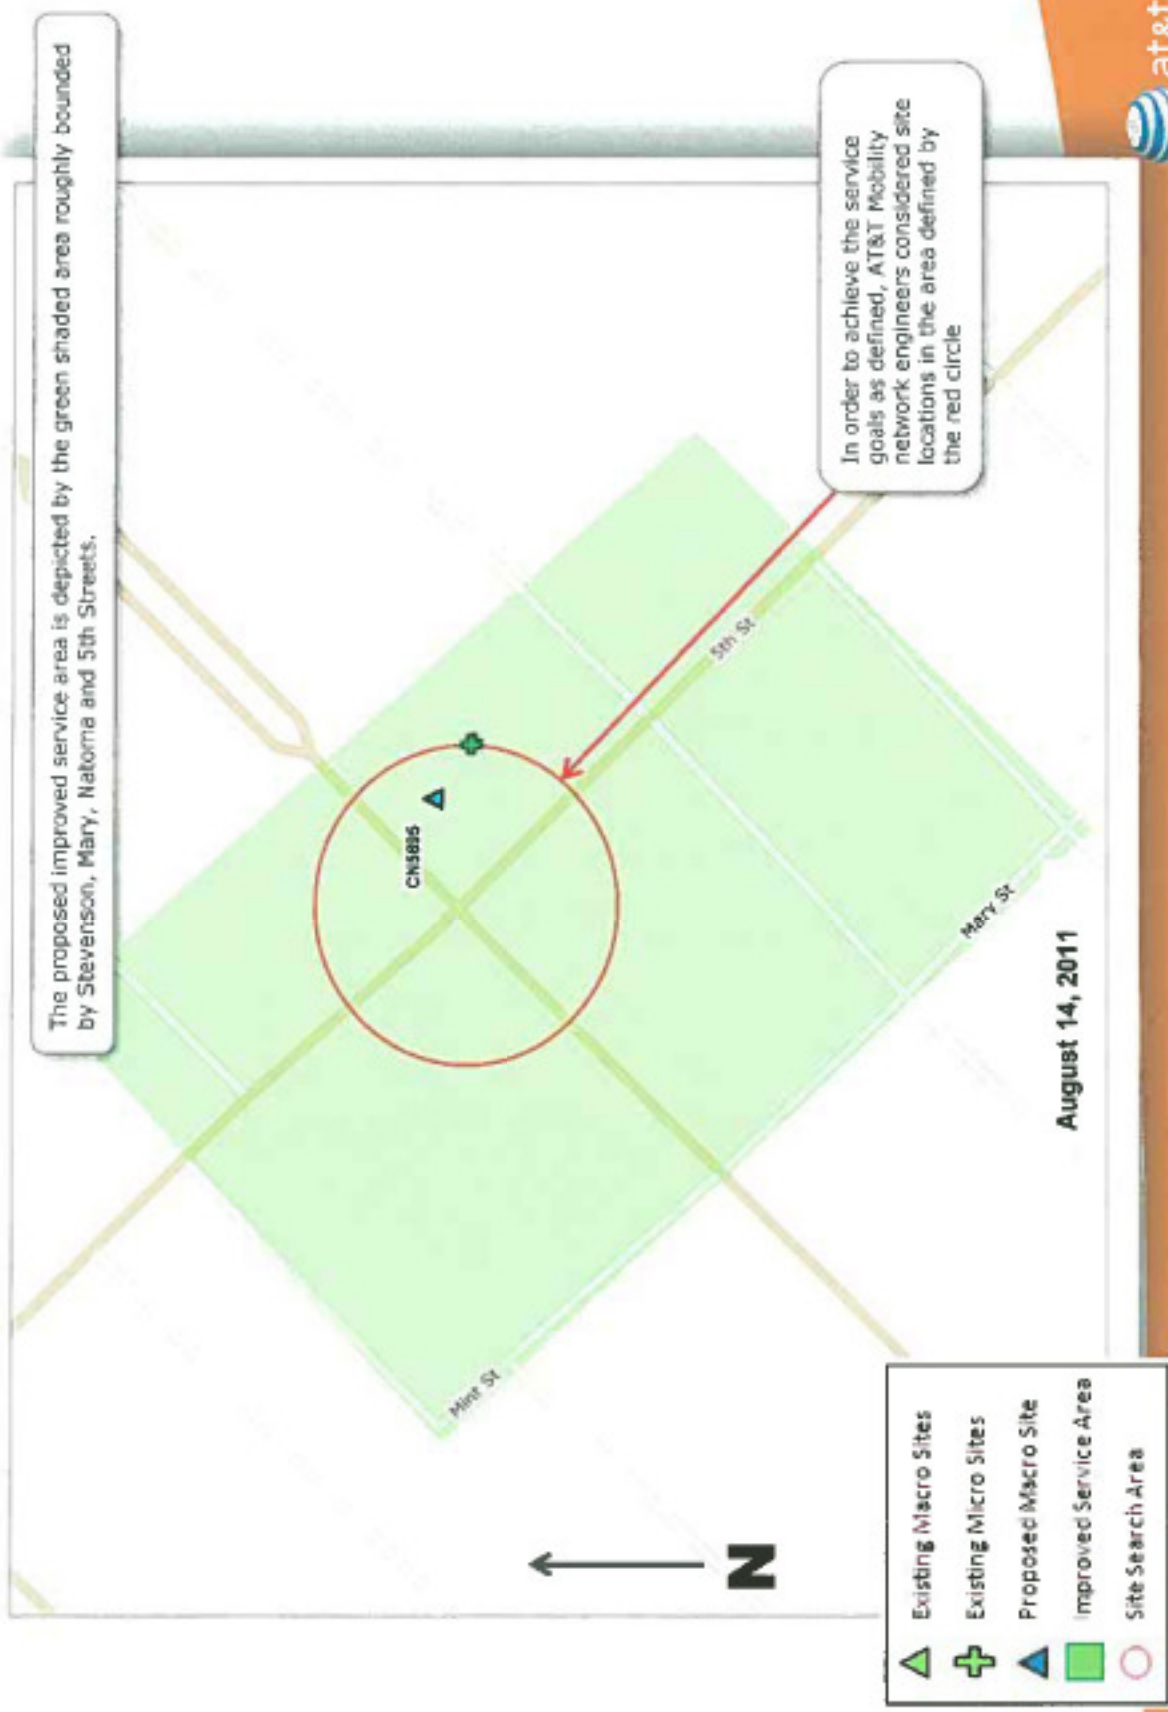 The proposed improved service area is depicted by the green shaded area roughly bounded
by Stevenson, Mary, Natoma and 5th Streets.
CN5895
5th St
In order to achieve the service
goals as defined, AT&T Mobility
network engineers considered site
locations in the area defined by
the red circle
Mint St
Mary St
N
August 14, 2011
Existing Macro Sites
Existing Micro Sites
Proposed Macro Site
Improved Service Area
Site Search Area
at&t